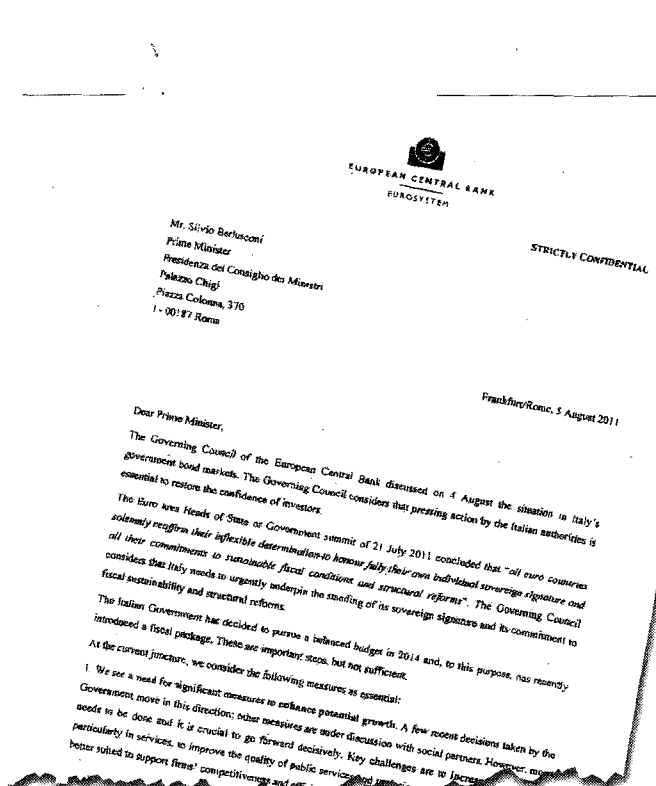 EUROPEAN CENTRAL BANK
EUROSYSTEM
STRICTLY CONFIDENTIAL
Mr. Silvio Berlusconi
Prime Minister
Presidenza del Consiglio dei Ministri
Palazzo Chigi
Piazza Colonna, 370
I - 00187 Roma
Frankfurt/Rome, 5 August 2011
Dear Prime Minister,
The Governing Council of the European Central Bank discussed on 4 August the situation in Italy's
government bond markets. The Governing Council considers that pressing action by the Italian authorities is
essential to restore the confidence of investors.
The Euro area Heads of State or Government summit of 21 July 2011 concluded that "all euro countries
solemnly reaffirm their inflexible determination to honour fully their own individual sovereign signature and
all their commitments to sustainable fiscal conditions and structural reforms". The Governing Council
considers that Italy needs to urgently underpin the standing of its sovereign signature and its commitment to
fiscal sustainability and structural reforms.
The Italian Government has decided to pursue a balanced budget in 2014 and, to this purpose, has recently
introduced a fiscal package. These are important steps, but not sufficient.
At the current juncture, we consider the following measures as essential:
1. We see a need for significant measures to enhance potential growth. A few recent decisions taken by the
Government move in this direction; other measures are under discussion with social partners. However, more
needs to be done and it is crucial to go forward decisively. Key challenges are to increase
particularly in services, to improve the quality of public services and
better suited to support firms' competitiveness and